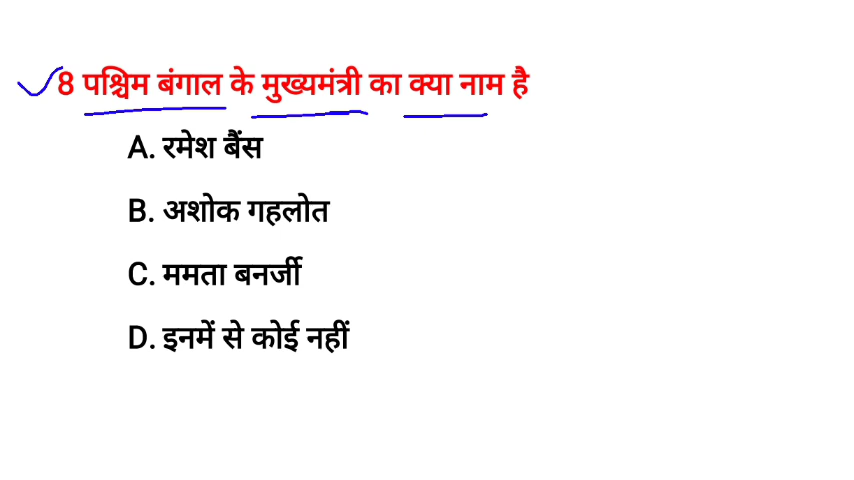 8 पश्चिम बंगाल के मुख्यमंत्री का क्या नाम है
A. रमेश बैंस
B. अशोक गहलोत
C. ममता बनर्जी
D. इनमें से कोई नहीं